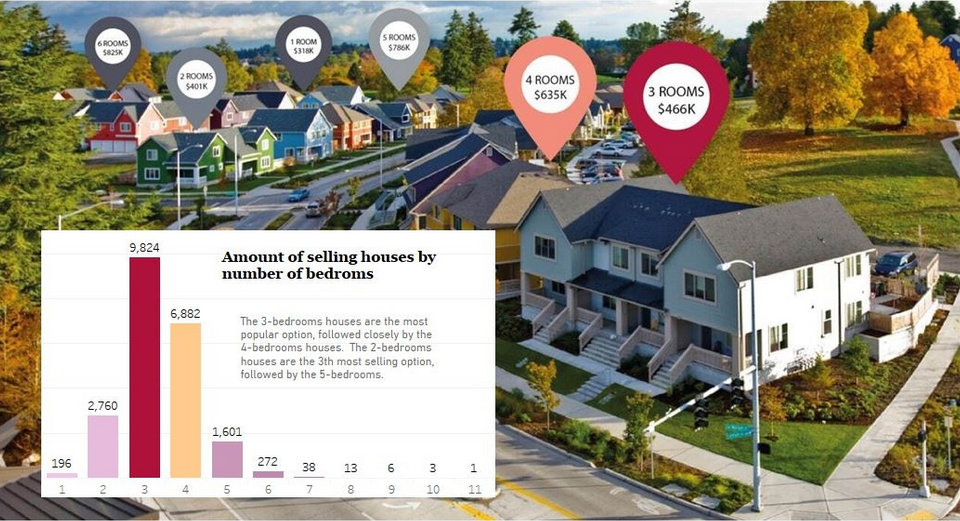 6 ROOMS
$825K
2 ROOMS
$401K
1 ROOM
$318K
5 ROOMS
$786K
4 ROOMS
$635K
3 ROOMS
$466K
Amount of selling houses by
number of bedroms
The 3-bedrooms houses are the most
popular option, followed closely by the
4-bedrooms houses. The 2-bedrooms
houses are the 3th most selling option,
followed by the 5-bedrooms.
196
2,760
9,824
6,882
1,601
272
38
13
6
3
1
1 2 3 4 5 6 7 8 9 10 11